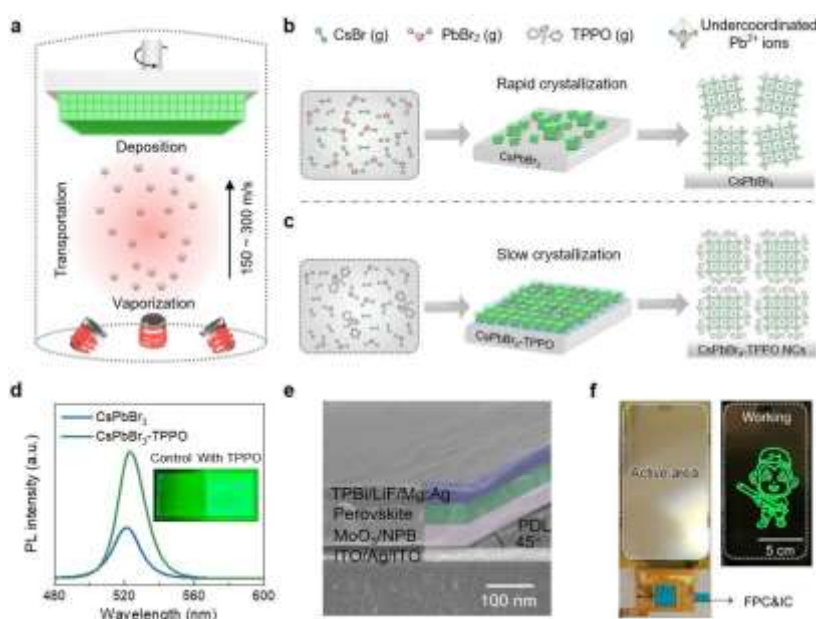 a
Deposition
Transportation
150 ~ 300 m/s
Vaporization
b
CsBr (g)
PbBr₂ (g)
TPPO (g)
Undercoordinated
Pb²⁺ ions
Rapid crystallization
CsPbBr₃
CsPbBr₃
c
Slow crystallization
CsPbBr₃-TPPO
CsPbBr₃-TPPO NCs
d
PL intensity (a.u.)
CsPbBr₃
CsPbBr₃-TPPO
Control With TPPO
480 520 560 600
Wavelength (nm)
e
TPBi/LiF/Mg:Ag
Perovskite
MoO₃/NPB
ITO/Ag/ITO
PDL
45°
100 nm
f
Active area
Working
5 cm
FPC&IC